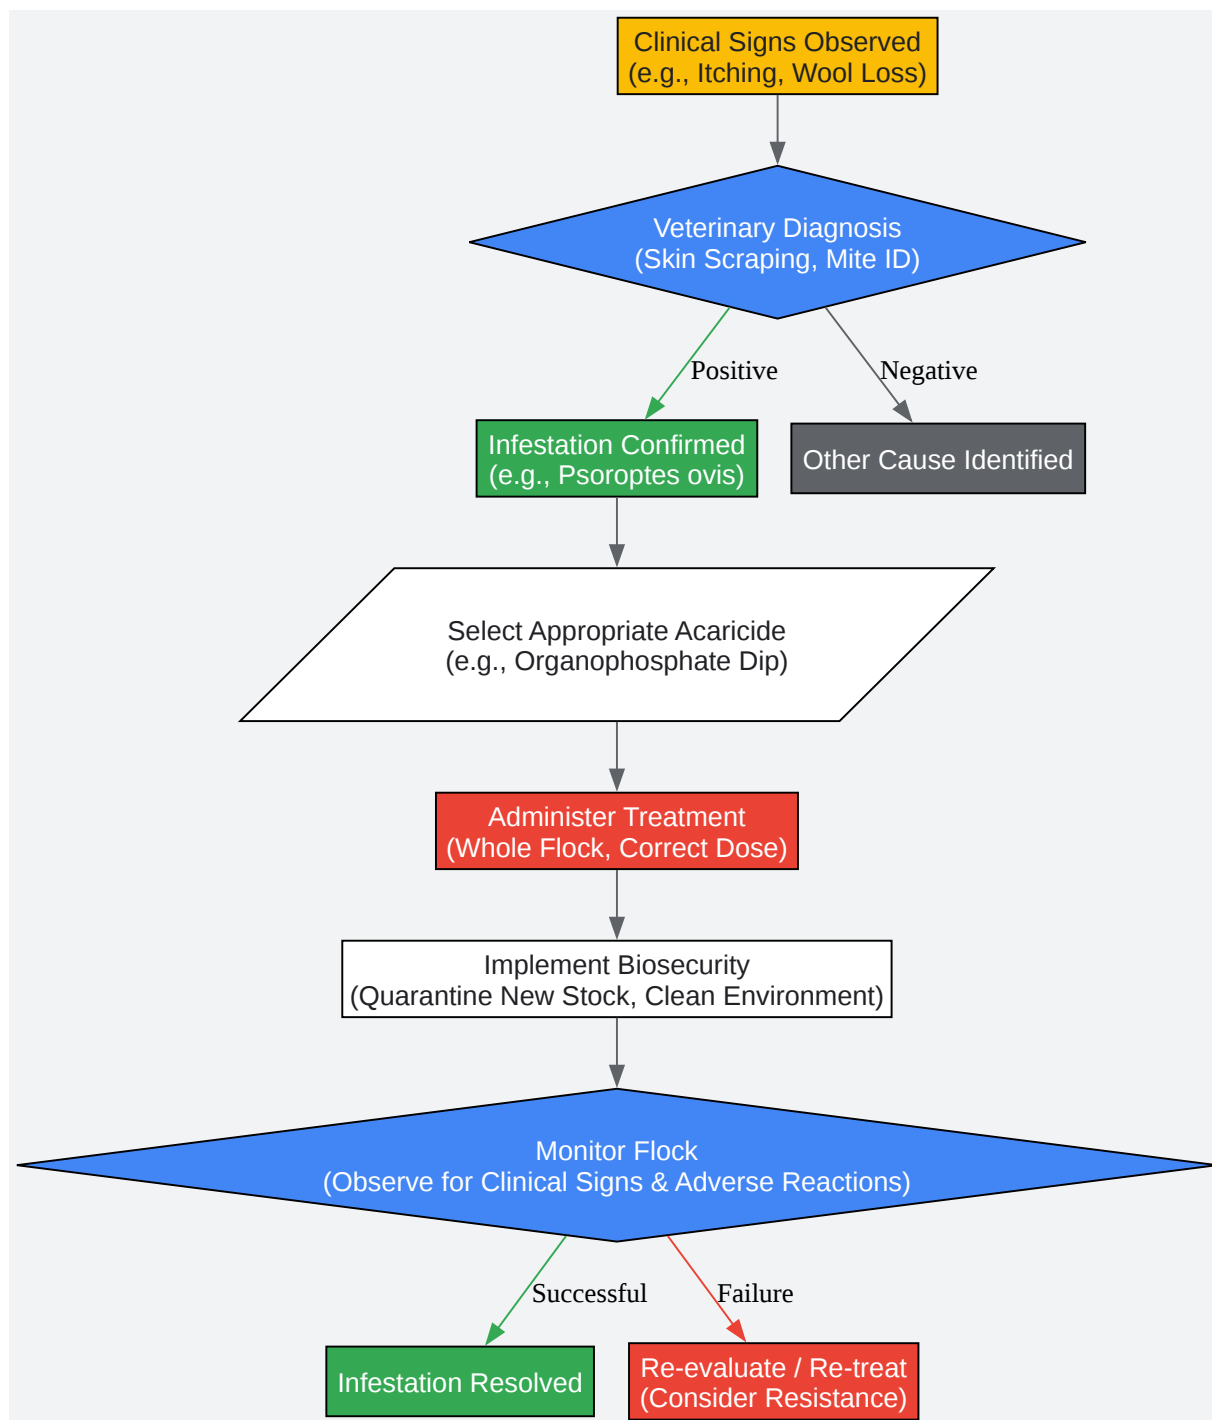 Clinical Signs Observed
(e.g., Itching, Wool Loss)
Veterinary Diagnosis
(Skin Scraping, Mite ID)
Positive
Negative
Infestation Confirmed
(e.g., Psoroptes ovis)
Other Cause Identified
Select Appropriate Acaricide
(e.g., Organophosphate Dip)
Administer Treatment
(Whole Flock, Correct Dose)
Implement Biosecurity
(Quarantine New Stock, Clean Environment)
Monitor Flock
(Observe for Clinical Signs & Adverse Reactions)
Successful
Failure
Infestation Resolved
Re-evaluate / Re-treat
(Consider Resistance)